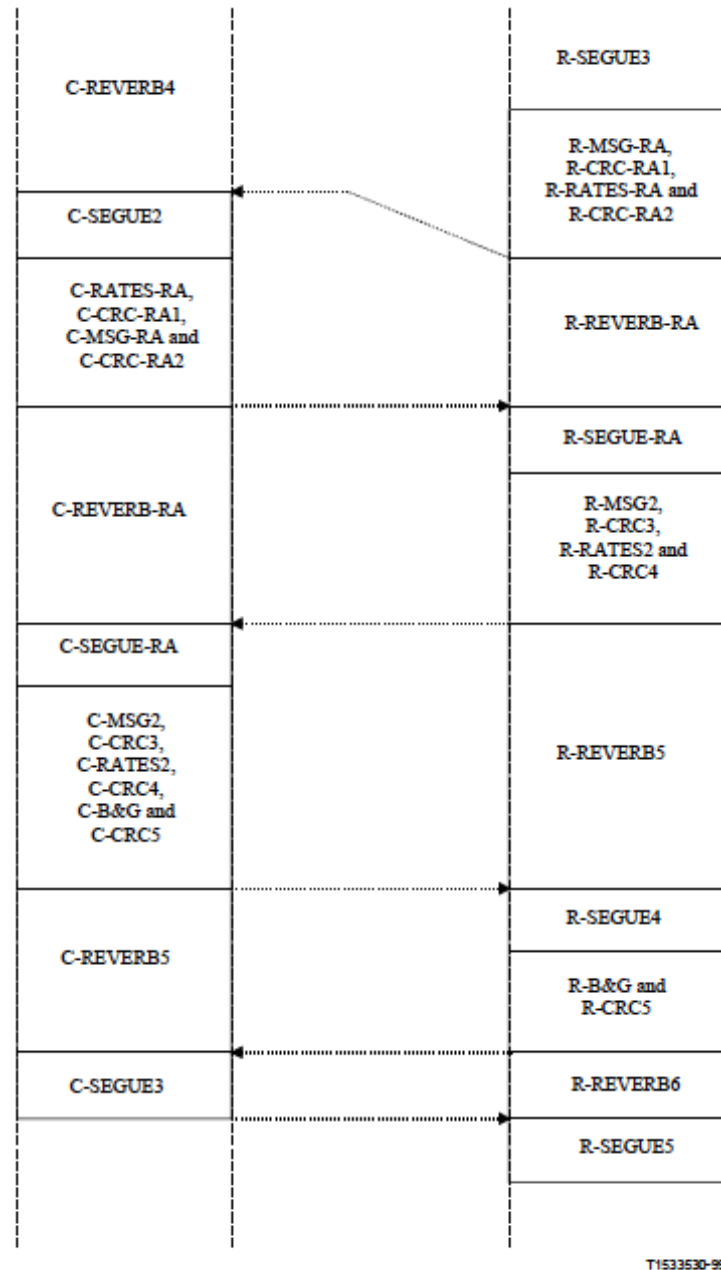 C-REVERB4
C-SEGUE2
C-RATES-RA,
C-CRC-RA1,
C-MSG-RA and
C-CRC-RA2
C-REVERB-RA
C-SEGUE-RA
C-MSG2,
C-CRC3,
C-RATES2,
C-CRC4,
C-B&G and
C-CRC5
C-REVERB5
C-SEGUE3
R-SEGUE3
R-MSG-RA,
R-CRC-RA1,
R-RATES-RA and
R-CRC-RA2
R-REVERB-RA
R-SEGUE-RA
R-MSG2,
R-CRC3,
R-RATES2 and
R-CRC4
R-REVERB5
R-SEGUE4
R-B&G and
R-CRC5
R-REVERB6
R-SEGUE5
T1533530-99